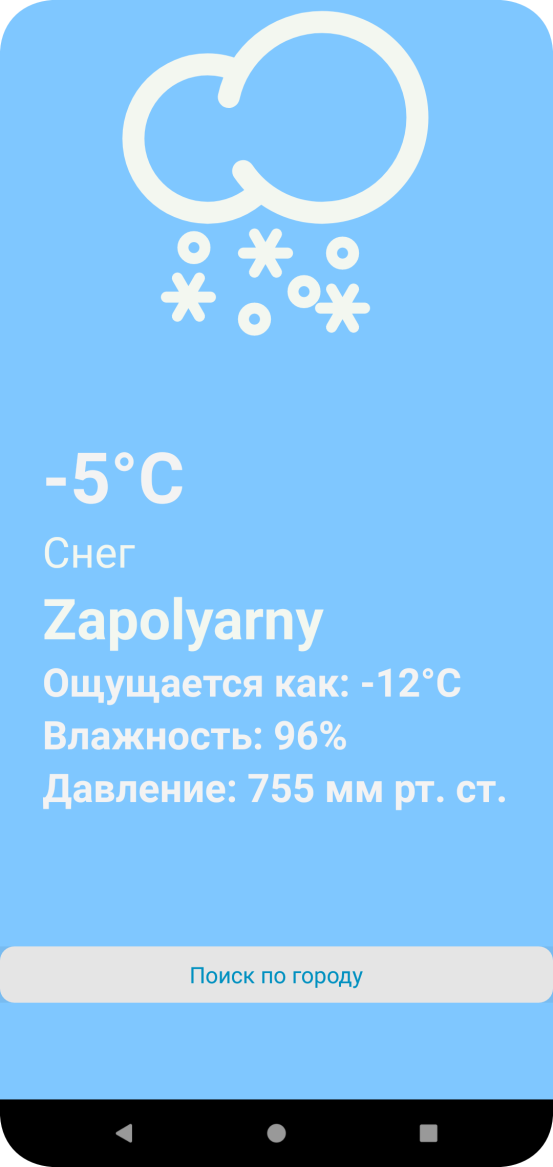 -5°C
Снег
Zapolyarny
Ощущается как: -12°C
Влажность: 96%
Давление: 755 мм рт. ст.
Поиск по городу